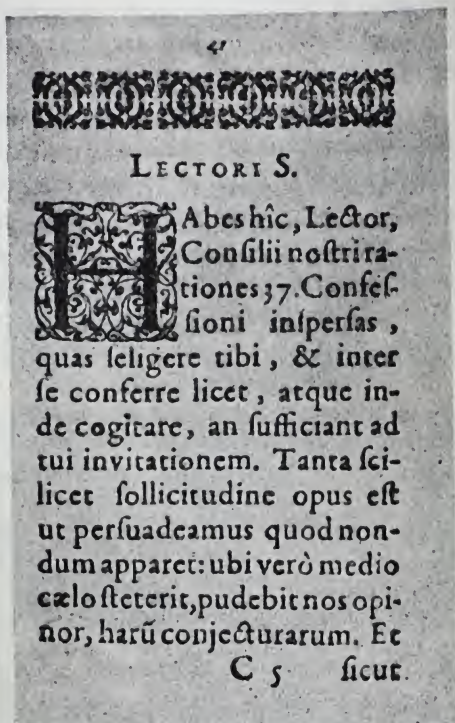 41
LECTORI S.
HAbes hîc, Lector,
Conſilii noſtri ra-
tiones 37. Confeſ-
ſioni inſperſas,
quas ſeligere tibi, & inter
ſe conferre licet, atque in-
de cogitare, an ſufficiant ad
tui invitationem. Tanta ſci-
licet ſollicitudine opus eſt
ut perſuadeamus quod non-
dum apparet: ubi verò medio
cælo ſteterit, pudebit nos opi-
nor, harũ conjecturarum. Et
C 5 ſicut